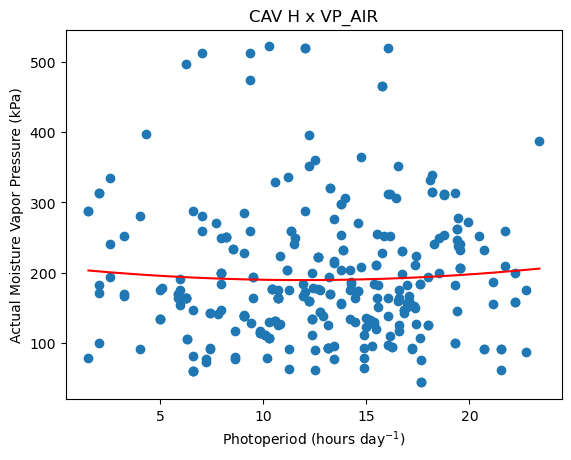 CAV H x VP_AIR
Actual Moisture Vapor Pressure (kPa)
500
400
300
200
100
5 10 15 20
Photoperiod (hours day⁻¹)